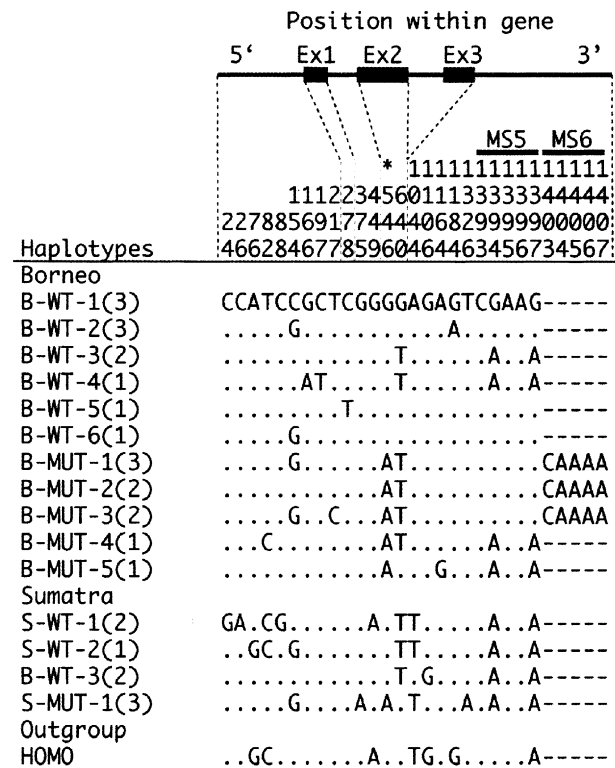 Position within gene
5‘ Ex1 Ex2 Ex3 3’
MS5 MS6
* 11111111111111
111223456011133333344444
2278856917744440682999990000
Haplotypes 46628467785960464463456734567
Borneo
B-WT-1(3) CCATCCGCTCGGGGAGAGTCGAAG-----
B-WT-2(3) .....G...........A......-----
B-WT-3(2) .............T......A..A-----
B-WT-4(1) ......AT.....T......A..A-----
B-WT-5(1) .........T..............-----
B-WT-6(1) .....G..................-----
B-MUT-1(3) .....G......AT..........CAAAA
B-MUT-2(2) ............AT..........CAAAA
B-MUT-3(2) .....G..C...AT..........CAAAA
B-MUT-4(1) ...C........AT......A..A-----
B-MUT-5(1) ............A...G...A..A-----
Sumatra
S-WT-1(2) GA.CG......A.TT.....A..A-----
S-WT-2(1) ..GC.G.......TT.....A..A-----
B-WT-3(2) .............T.G....A..A-----
S-MUT-1(3) .....G....A.A.T...A.A..A-----
Outgroup
HOMO ..GC.......A..TG.G.....A-----